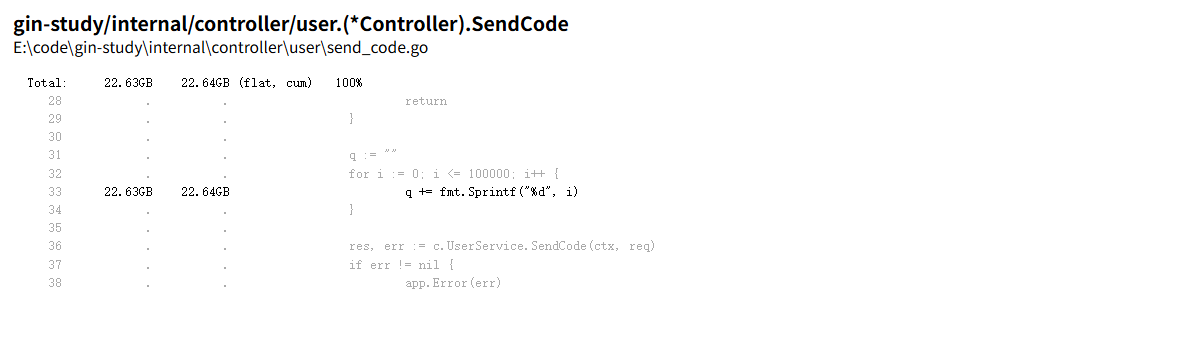 gin-study/internal/controller/user.(*Controller).SendCode
E:\code\gin-study\internal\controller\user\send_code.go
Total: 22.63GB 22.64GB (flat, cum) 100%
28 . . return
29 . . }
30 . .
31 . . q := ""
32 . . for i := 0; i <= 100000; i++ {
33 22.63GB 22.64GB q += fmt.Sprintf("%d", i)
34 . . }
35 . .
36 . . res, err := c.UserService.SendCode(ctx, req)
37 . . if err != nil {
38 . . app.Error(err)